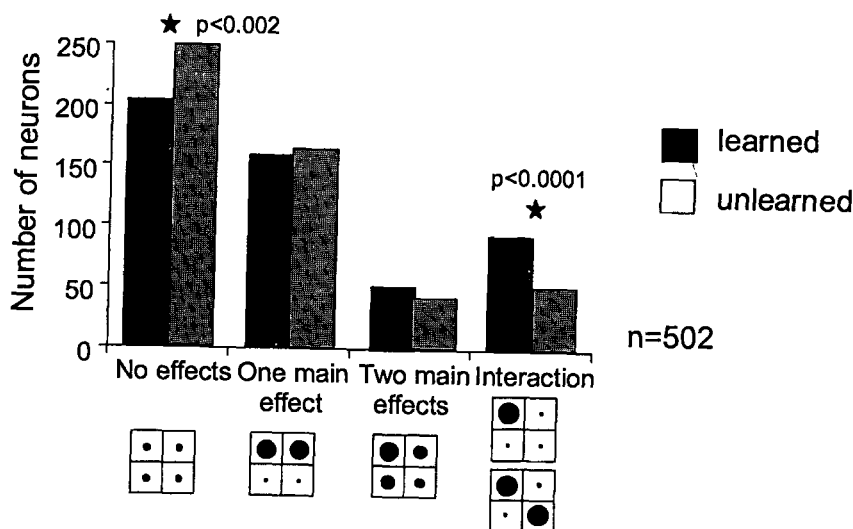 ★ p<0.002
250
200
150
100
50
0
Number of neurons
p<0.0001
★
learned
unlearned
n=502
No effects One main effect Two main effects Interaction